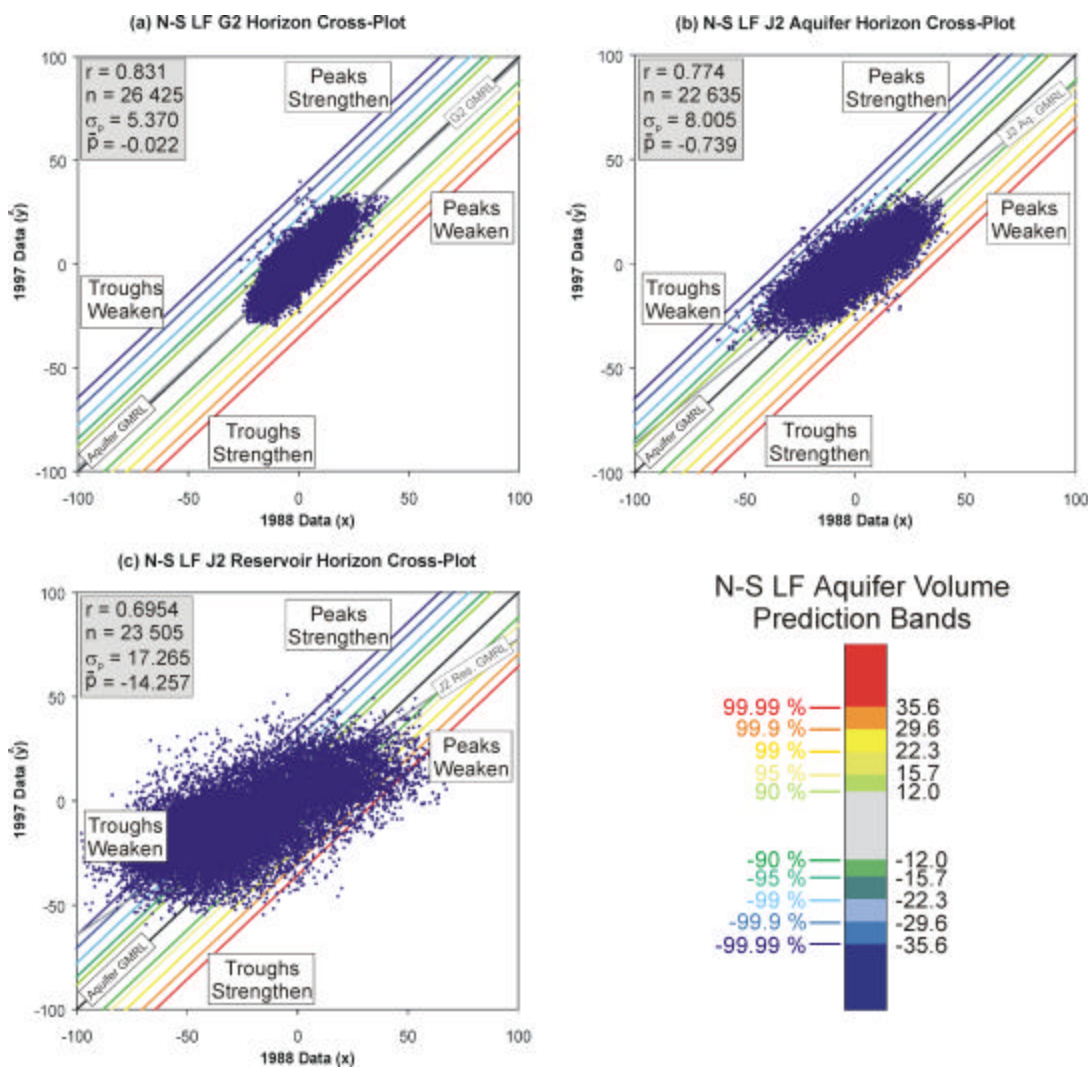 (a) N-S LF G2 Horizon Cross-Plot
r = 0.831
n = 26 425
σp = 5.370
p̄ = -0.022
Peaks
Strengthen
G2 GMRL
Peaks
Weaken
Troughs
Weaken
Aquifer GMRL
Troughs
Strengthen
100
50
0
-50
-100
1997 Data (ŷ)
-100
-50
0
50
100
1988 Data (x)
(b) N-S LF J2 Aquifer Horizon Cross-Plot
r = 0.774
n = 22 635
σp = 8.005
p̄ = -0.739
Peaks
Strengthen
J2 Aq. GMRL
Peaks
Weaken
Troughs
Weaken
Aquifer GMRL
Troughs
Strengthen
100
50
0
-50
-100
1997 Data (ŷ)
-100
-50
0
50
100
1988 Data (x)
(c) N-S LF J2 Reservoir Horizon Cross-Plot
r = 0.6954
n = 23 505
σp = 17.265
p̄ = -14.257
Peaks
Strengthen
J2 Res. GMRL
Peaks
Weaken
Troughs
Weaken
Aquifer GMRL
Troughs
Strengthen
100
50
0
-50
-100
1997 Data (ŷ)
-100
-50
0
50
100
1988 Data (x)
N-S LF Aquifer Volume
Prediction Bands
99.99 % 35.6
99.9 % 29.6
99 % 22.3
95 % 15.7
90 % 12.0
-90 % -12.0
-95 % -15.7
-99 % -22.3
-99.9 % -29.6
-99.99 % -35.6